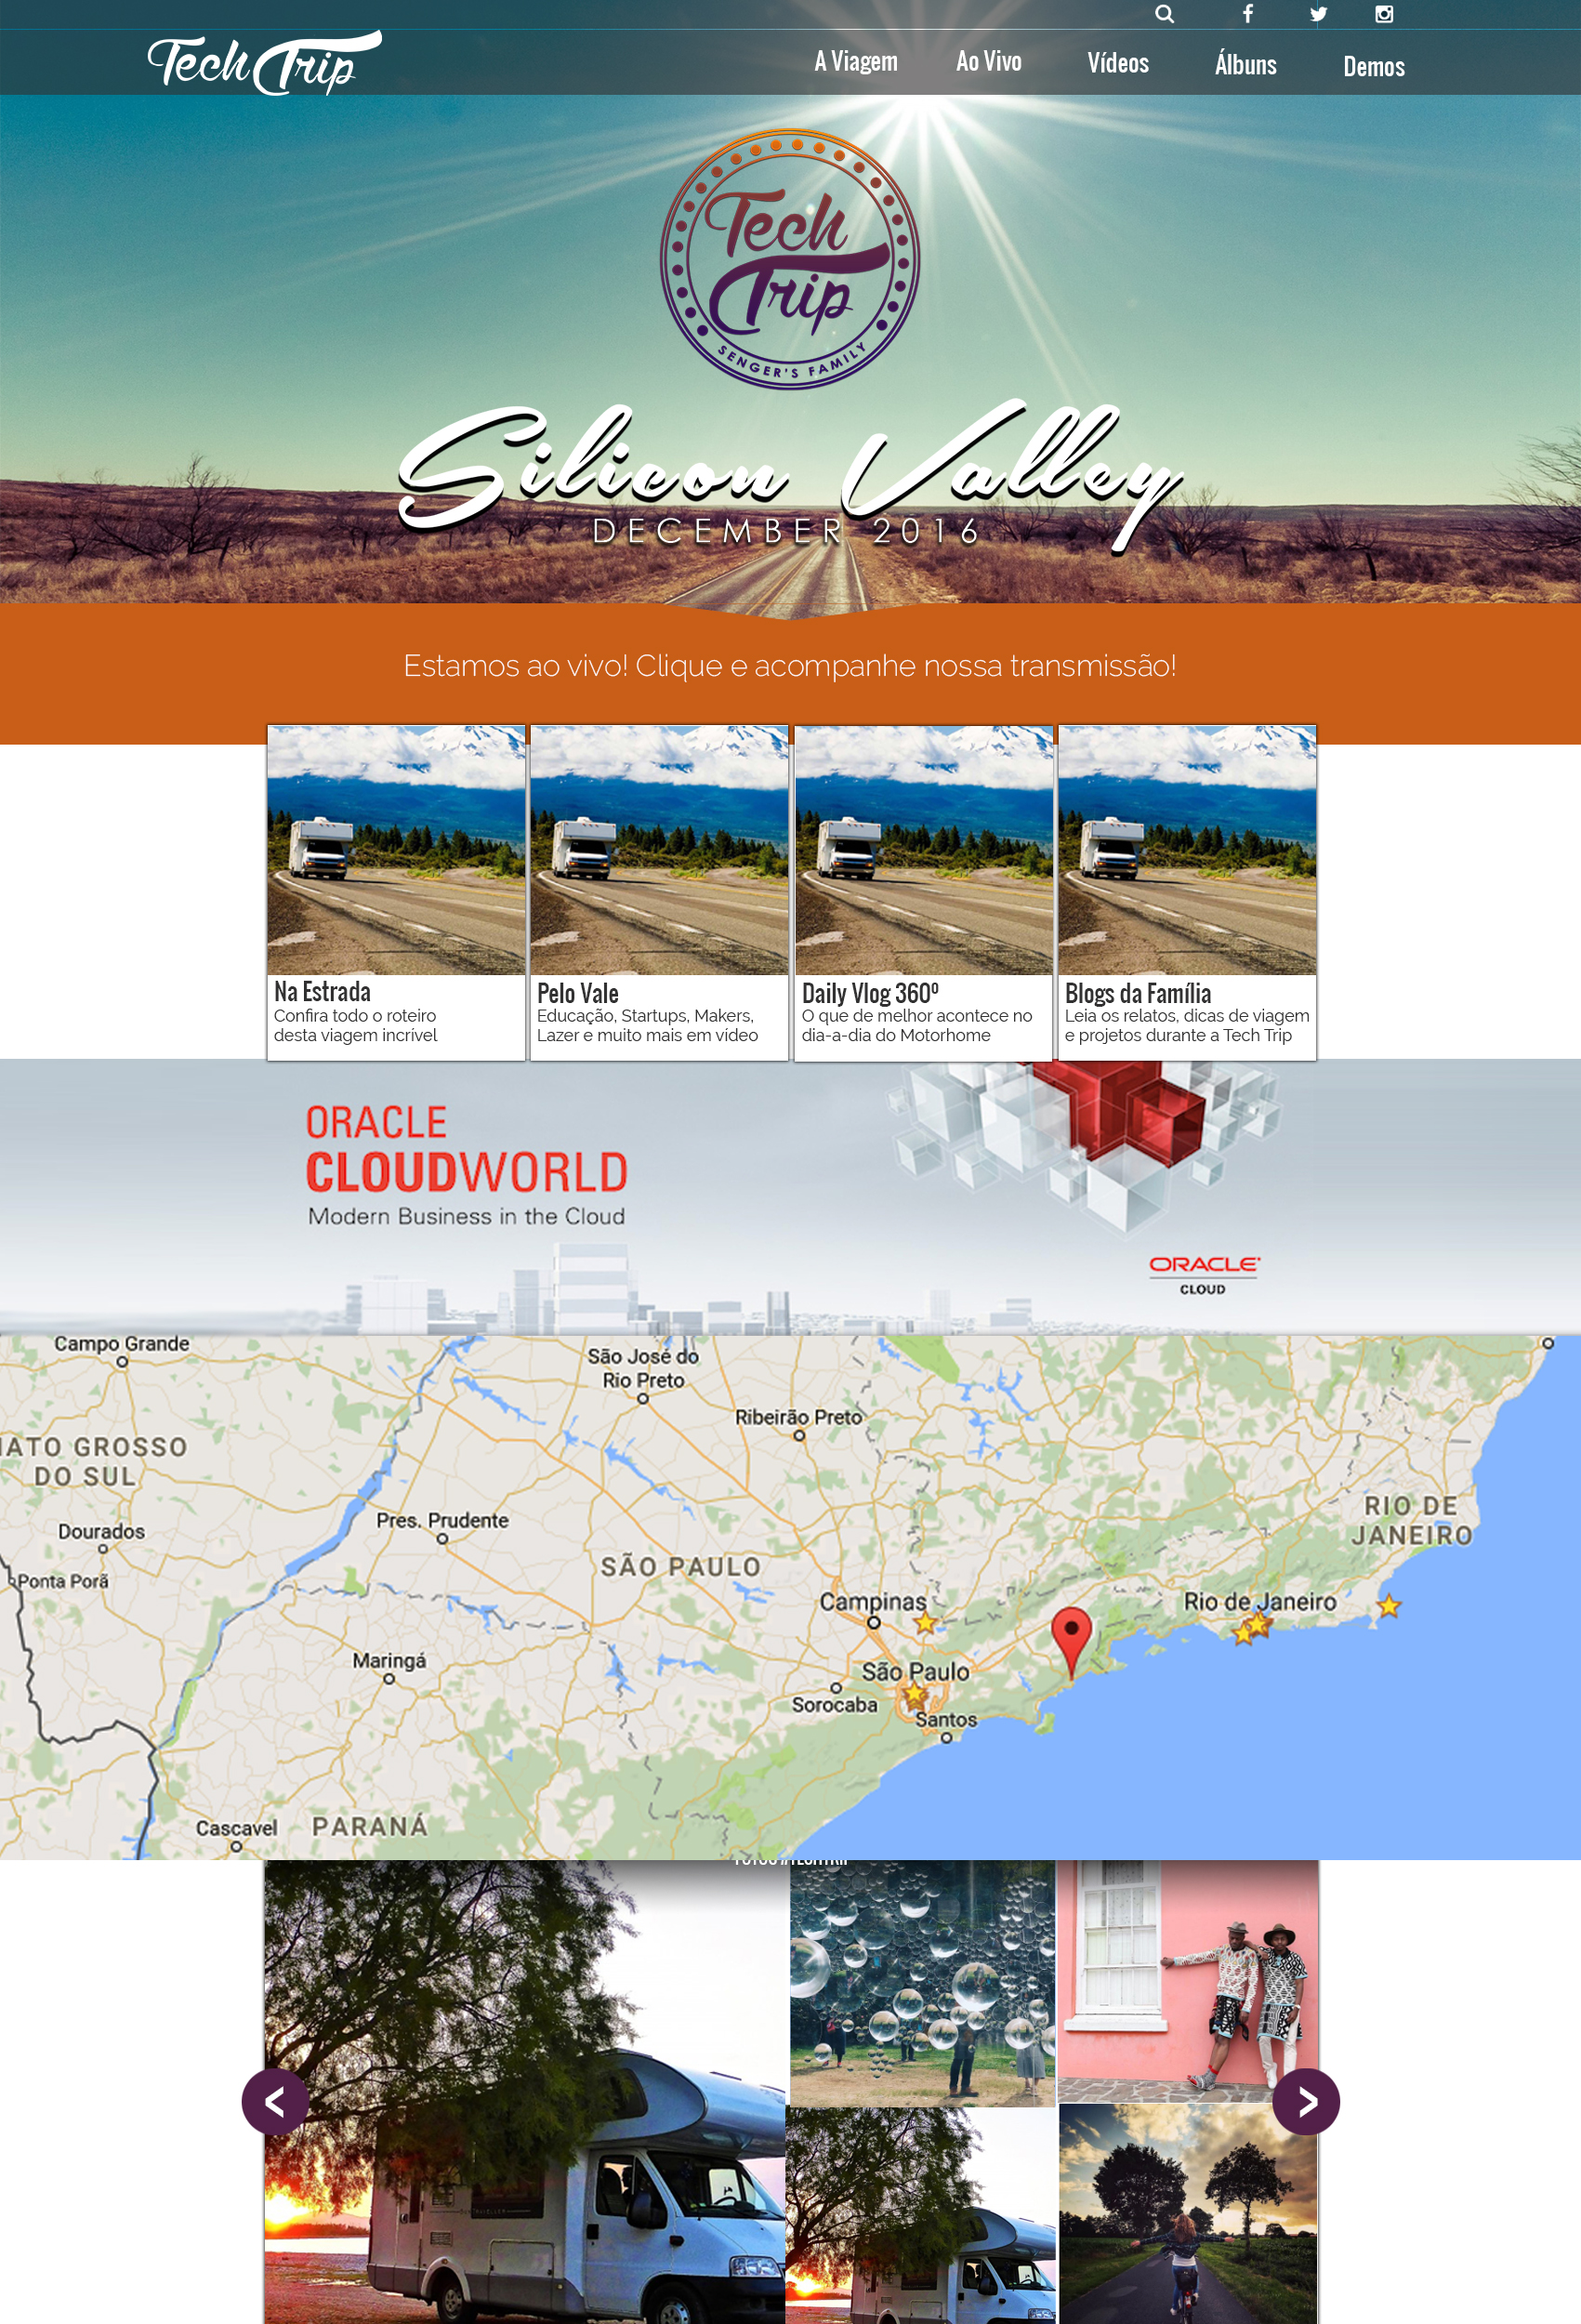 Tech Trip
A Viagem
Ao Vivo
Vídeos
Álbuns
Demos
Tech
Trip
SENGER'S FAMILY
Silicon Valley
DECEMBER 2016
Estamos ao vivo! Clique e acompanhe nossa transmissão!
Na Estrada
Confira todo o roteiro
desta viagem incrível
Pelo Vale
Educação, Startups, Makers,
Lazer e muito mais em vídeo
Daily Vlog 360º
O que de melhor acontece no
dia-a-dia do Motorhome
Blogs da Família
Leia os relatos, dicas de viagem
e projetos durante a Tech Trip
ORACLE
CLOUDWORLD
Modern Business in the Cloud
ORACLE
CLOUD
Campo Grande
São José do
Rio Preto
Ribeirão Preto
ATO GROSSO
DO SUL
RIO DE
JANEIRO
Pres. Prudente
Dourados
SÃO PAULO
Ponta Porã
Campinas
Rio de Janeiro
Maringá
São Paulo
Sorocaba
Santos
Cascavel
PARANÁ